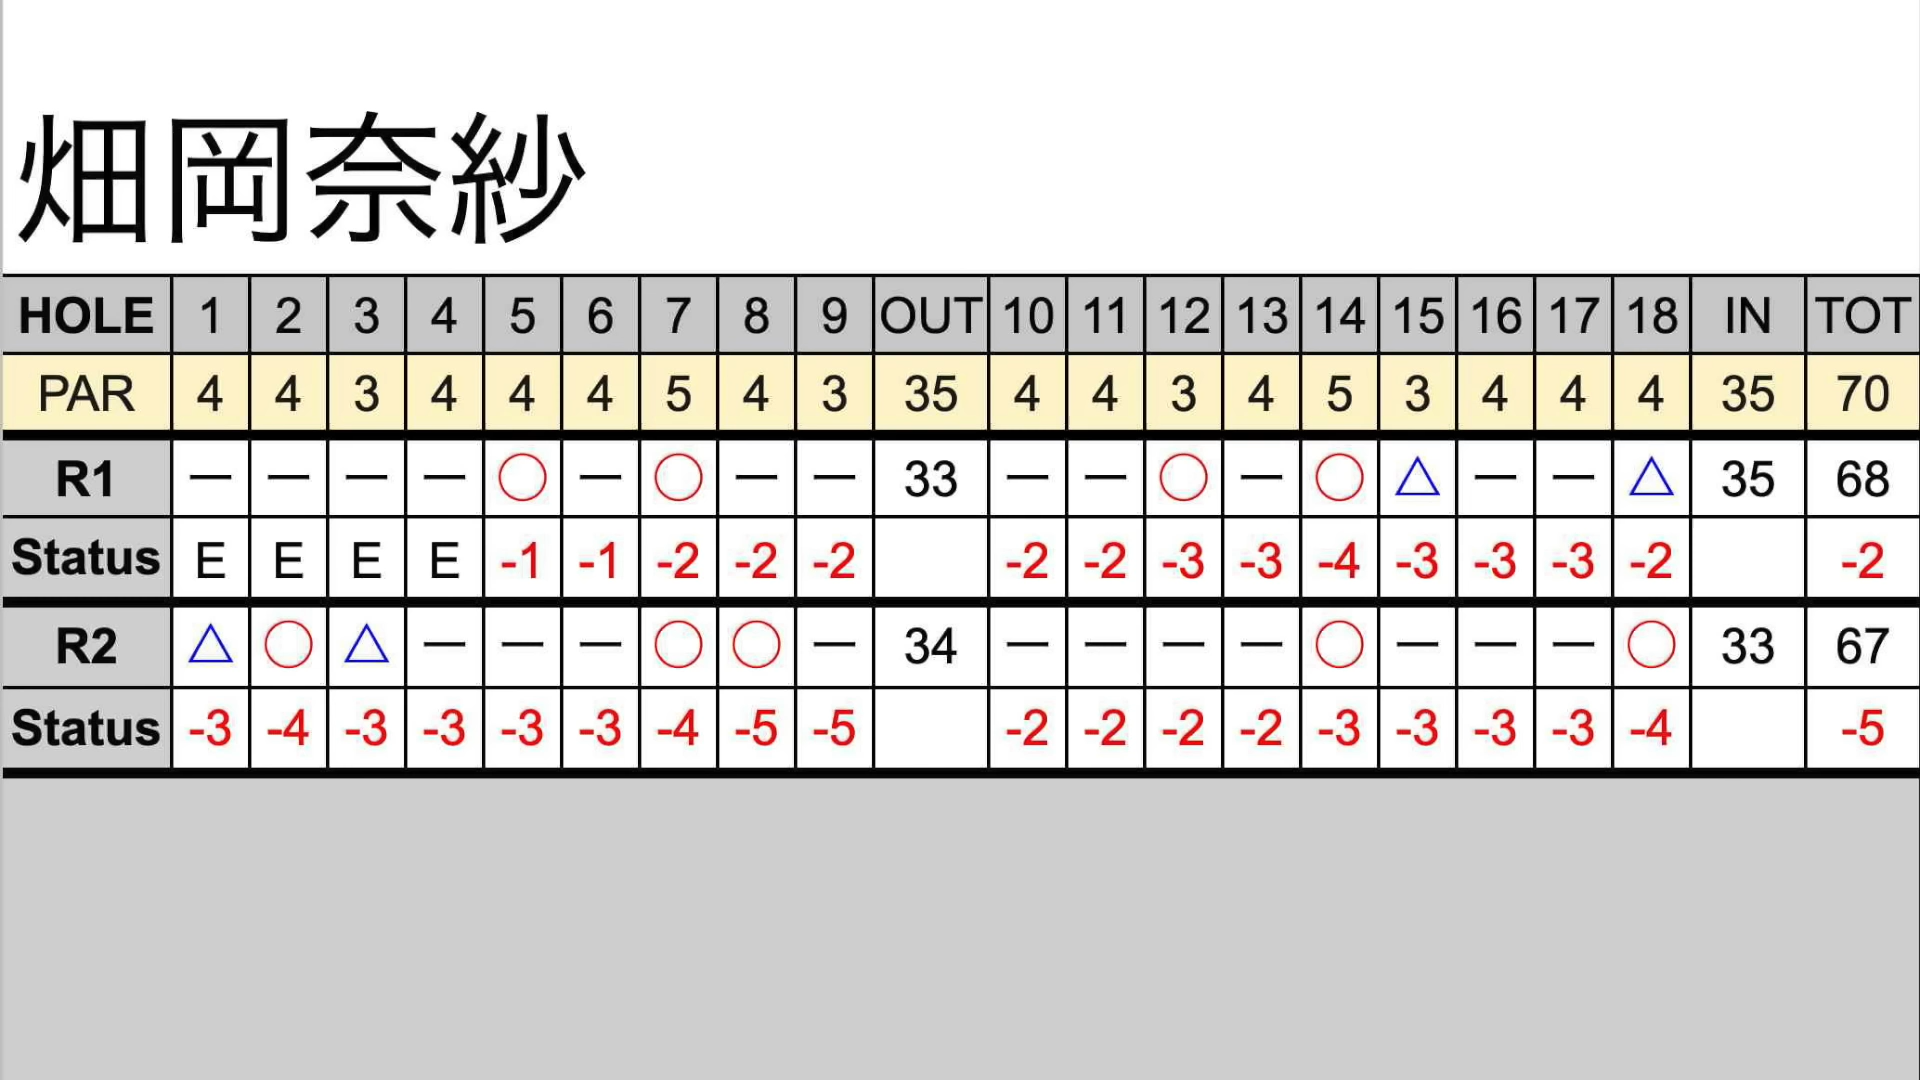 畑岡奈紗
HOLE 1 2 3 4 5 6 7 8 9 OUT 10 11 12 13 14 15 16 17 18 IN TOT
PAR 4 4 3 4 4 4 5 4 3 35 4 4 3 4 5 3 4 4 4 35 70
R1 — — — — ○ — ○ — — 33 — — ○ — ○ △ — — △ 35 68
Status E E E E -1 -1 -2 -2 -2 -2 -2 -3 -3 -4 -3 -3 -3 -2 -2
R2 △ ○ △ — — — ○ ○ — 34 — — — — ○ — — — ○ 33 67
Status -3 -4 -3 -3 -3 -3 -4 -5 -5 -2 -2 -2 -2 -3 -3 -3 -3 -4 -5